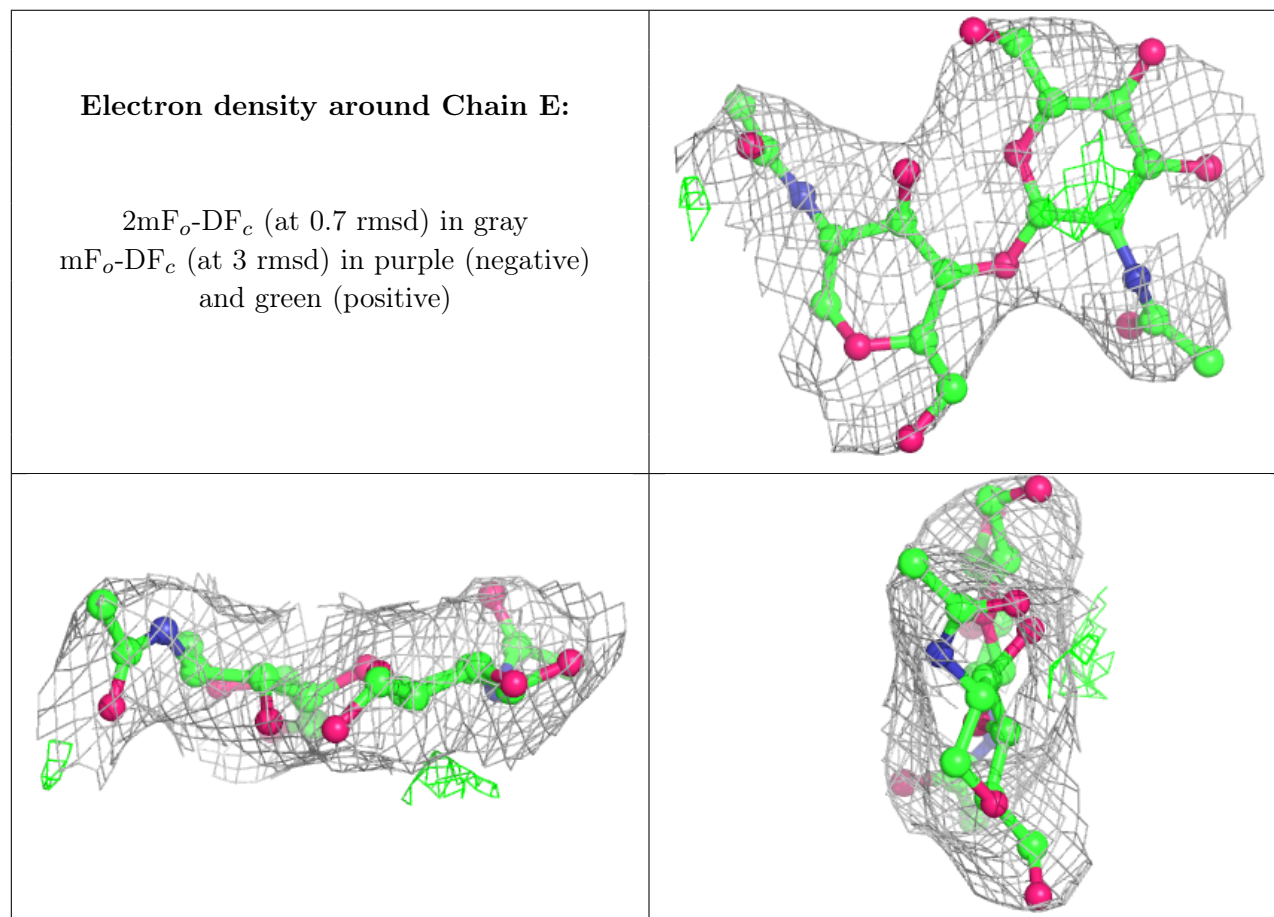 Electron density around Chain E:
2mFo-DFc (at 0.7 rmsd) in gray
mFo-DFc (at 3 rmsd) in purple (negative)
and green (positive)